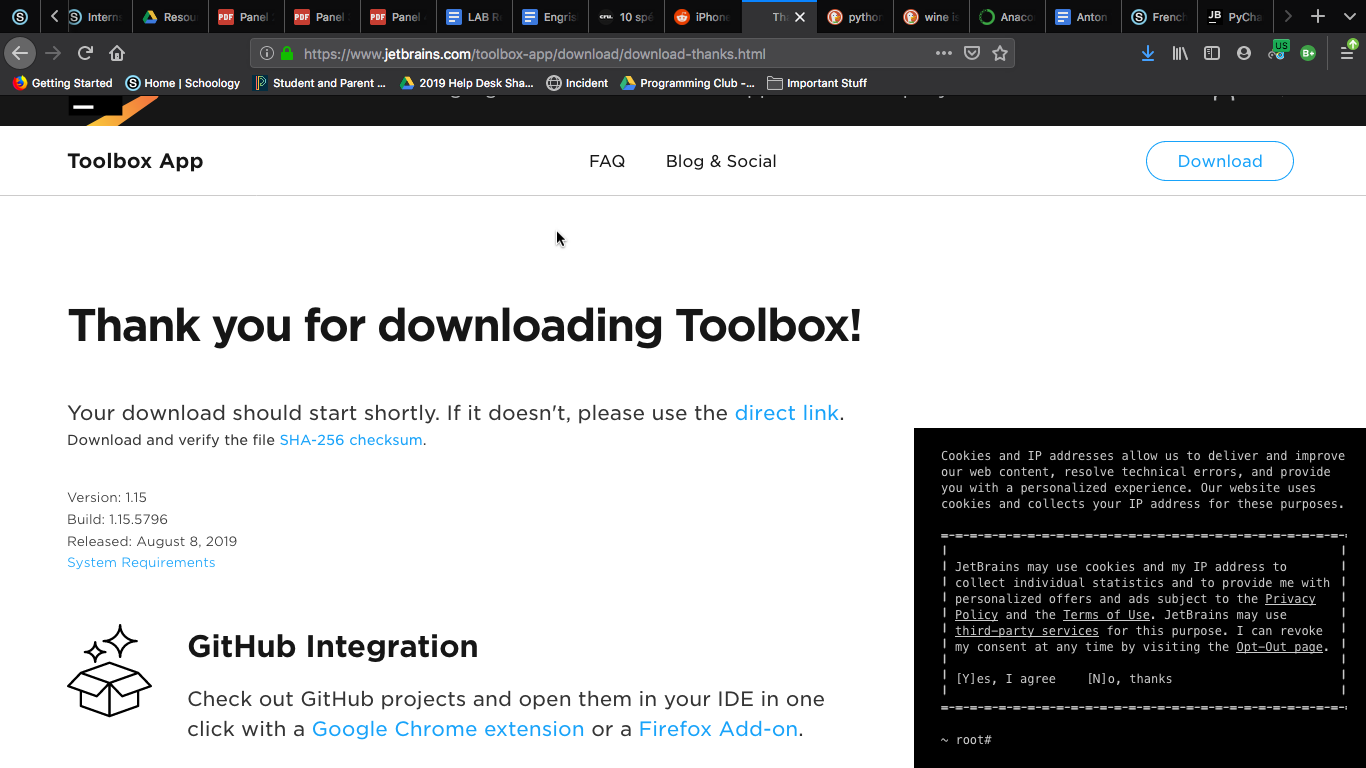 Interns
Resou
PDF Panel
PDF Panel
PDF Panel
LAB R
Engris
cru. 10 spé
iPhone
Tha
python
wine is
Anaco
Anton
French
JB PyCha
https://www.jetbrains.com/toolbox-app/download/download-thanks.html
US
B+
Getting Started
Home | Schoology
Student and Parent ...
2019 Help Desk Sha...
Incident
Programming Club -...
Important Stuff
Toolbox App
FAQ
Blog & Social
Download
Thank you for downloading Toolbox!
Your download should start shortly. If it doesn't, please use the direct link.
Download and verify the file SHA-256 checksum.
Version: 1.15
Build: 1.15.5796
Released: August 8, 2019
System Requirements
GitHub Integration
Check out GitHub projects and open them in your IDE in one
click with a Google Chrome extension or a Firefox Add-on.
Cookies and IP addresses allow us to deliver and improve
our web content, resolve technical errors, and provide
you with a personalized experience. Our website uses
cookies and collects your IP address for these purposes.
JetBrains may use cookies and my IP address to
collect individual statistics and to provide me with
personalized offers and ads subject to the Privacy
Policy and the Terms of Use. JetBrains may use
third-party services for this purpose. I can revoke
my consent at any time by visiting the Opt-Out page.
[Y]es, I agree [N]o, thanks
~ root#